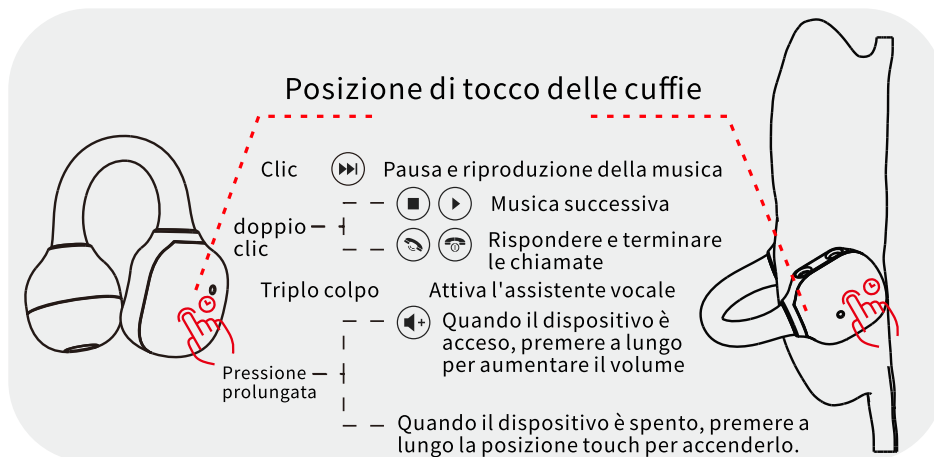 Posizione di tocco delle cuffie
Clic
Pausa e riproduzione della musica
Musica successiva
doppio
clic
Rispondere e terminare
le chiamate
Triplo colpo
Attiva l'assistente vocale
Quando il dispositivo è
acceso, premere a lungo
per aumentare il volume
Pressione
prolungata
Quando il dispositivo è spento, premere a
lungo la posizione touch per accenderlo.